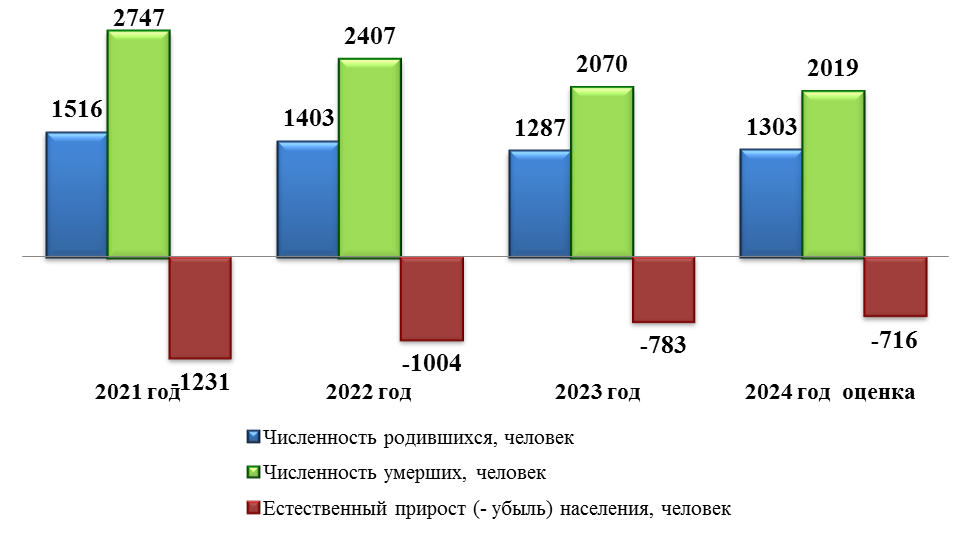 2747
2407
2070
2019
1516
1403
1287
1303
-1231
-1004
-783
-716
2021 год
2022 год
2023 год
2024 год оценка
Численность родившихся, человек
Численность умерших, человек
Естественный прирост (- убыль) населения, человек